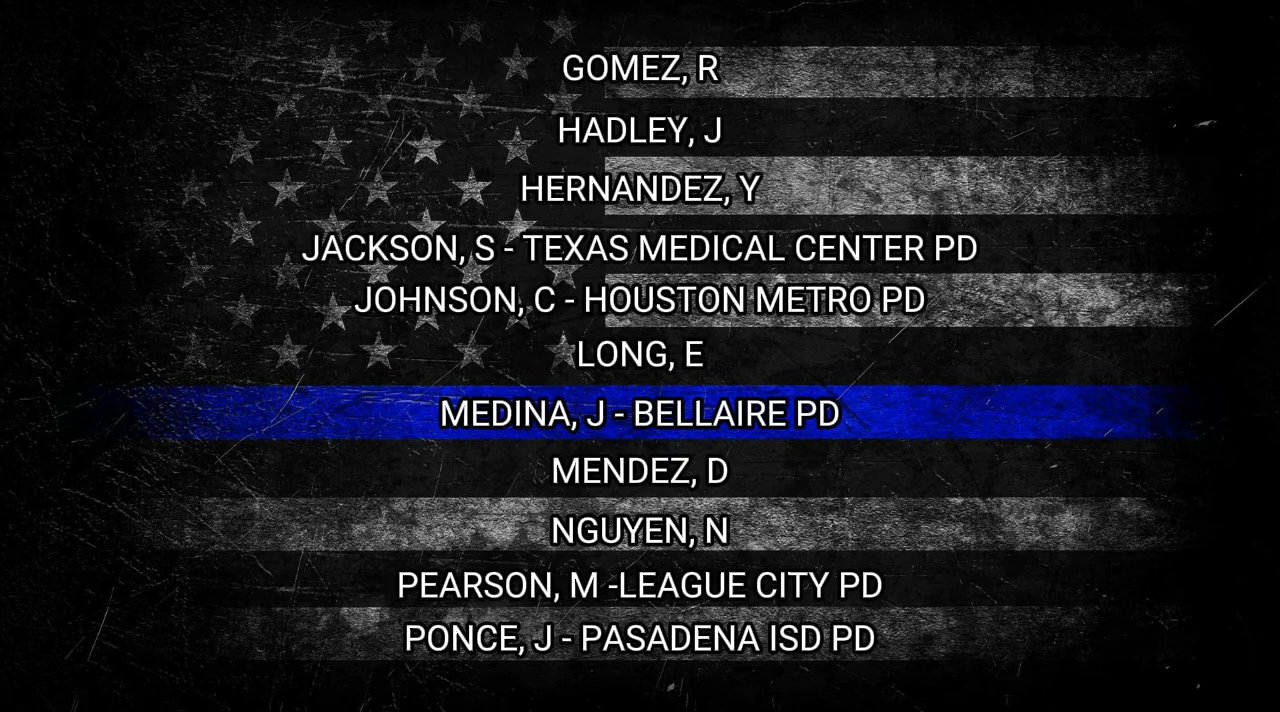 GOMEZ, R
HADLEY, J
HERNANDEZ, Y
JACKSON, S - TEXAS MEDICAL CENTER PD
JOHNSON, C - HOUSTON METRO PD
LONG, E
MEDINA, J - BELLAIRE PD
MENDEZ, D
NGUYEN, N
PEARSON, M -LEAGUE CITY PD
PONCE, J - PASADENA ISD PD